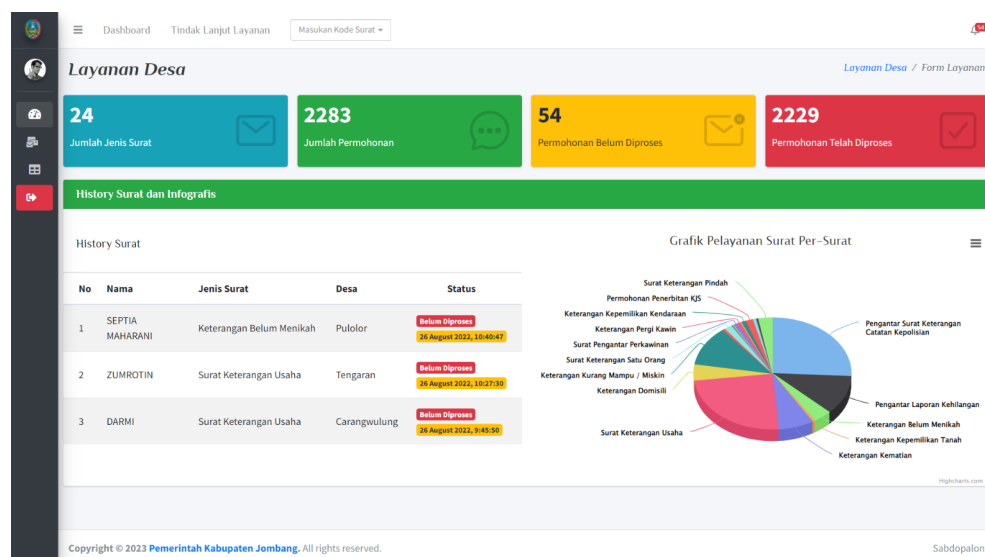 Dashboard Tindak Lanjut Layanan Masukan Kode Surat 54
Layanan Desa
Layanan Desa / Form Layanan
24
Jumlah Jenis Surat
2283
Jumlah Permohonan
54
Permohonan Belum Diproses
2229
Permohonan Telah Diproses
History Surat dan Infografis
History Surat
No Nama Jenis Surat Desa Status
1 SEPTIA MAHARANI Keterangan Belum Menikah Pulolor Belum Diproses
26 August 2022, 10:40:47
2 ZUMROTIN Surat Keterangan Usaha Tengaran Belum Diproses
26 August 2022, 10:27:30
3 DARMI Surat Keterangan Usaha Carangwulung Belum Diproses
26 August 2022, 9:45:50
Grafik Pelayanan Surat Per-Surat
Surat Keterangan Pindah
Permohonan Penerbitan KJS
Keterangan Kepemilikan Kendaraan
Keterangan Pergi Kawin
Surat Pengantar Perkawinan
Surat Keterangan Satu Orang
Keterangan Kurang Mampu / Miskin
Keterangan Domisili
Surat Keterangan Usaha
Pengantar Surat Keterangan
Catatan Kepolisian
Pengantar Laporan Kehilangan
Keterangan Belum Menikah
Keterangan Kepemilikan Tanah
Keterangan Kematian
Highcharts.com
Copyright © 2023 Pemerintah Kabupaten Jombang. All rights reserved.
Sabdopalon